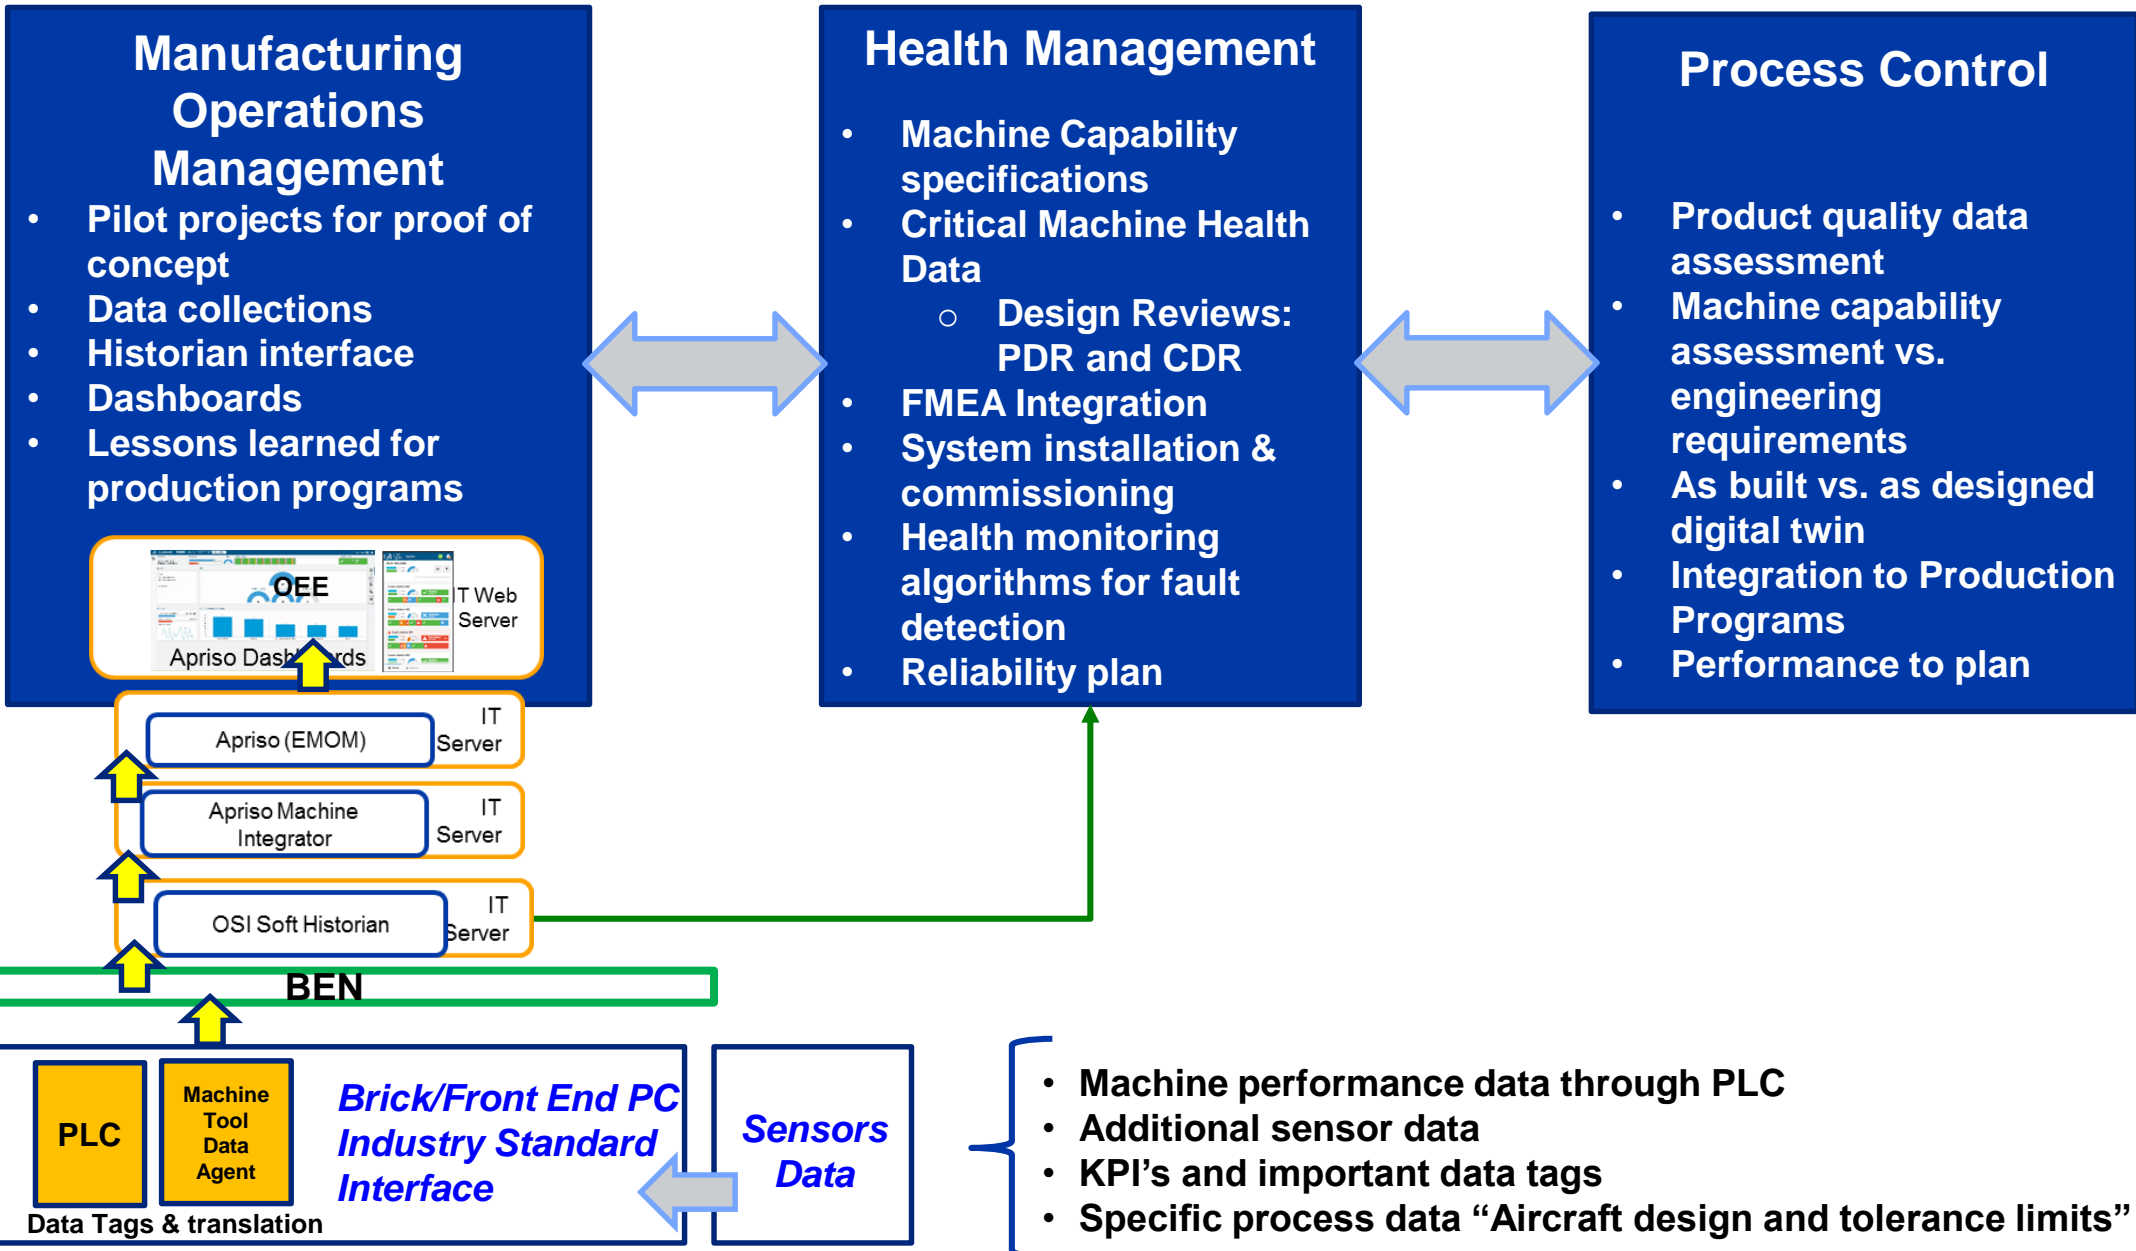 Manufacturing
Operations
Management
• Pilot projects for proof of
concept
• Data collections
• Historian interface
• Dashboards
• Lessons learned for
production programs
OEE
Apriso Dashb rds
IT Web
Server
Apriso (EMOM)
IT
Server
Apriso Machine
Integrator
IT
Server
OSI Soft Historian
IT
Server
BEN
PLC
Machine
Tool
Data
Agent
Data Tags & translation
Brick/Front End PC
Industry Standard
Interface
Sensors
Data
Health Management
• Machine Capability
specifications
• Critical Machine Health
Data
o Design Reviews:
PDR and CDR
• FMEA Integration
• System installation &
commissioning
• Health monitoring
algorithms for fault
detection
• Reliability plan
Process Control
• Product quality data
assessment
• Machine capability
assessment vs.
engineering
requirements
• As built vs. as designed
digital twin
• Integration to Production
Programs
• Performance to plan
• Machine performance data through PLC
• Additional sensor data
• KPI’s and important data tags
• Specific process data “Aircraft design and tolerance limits”